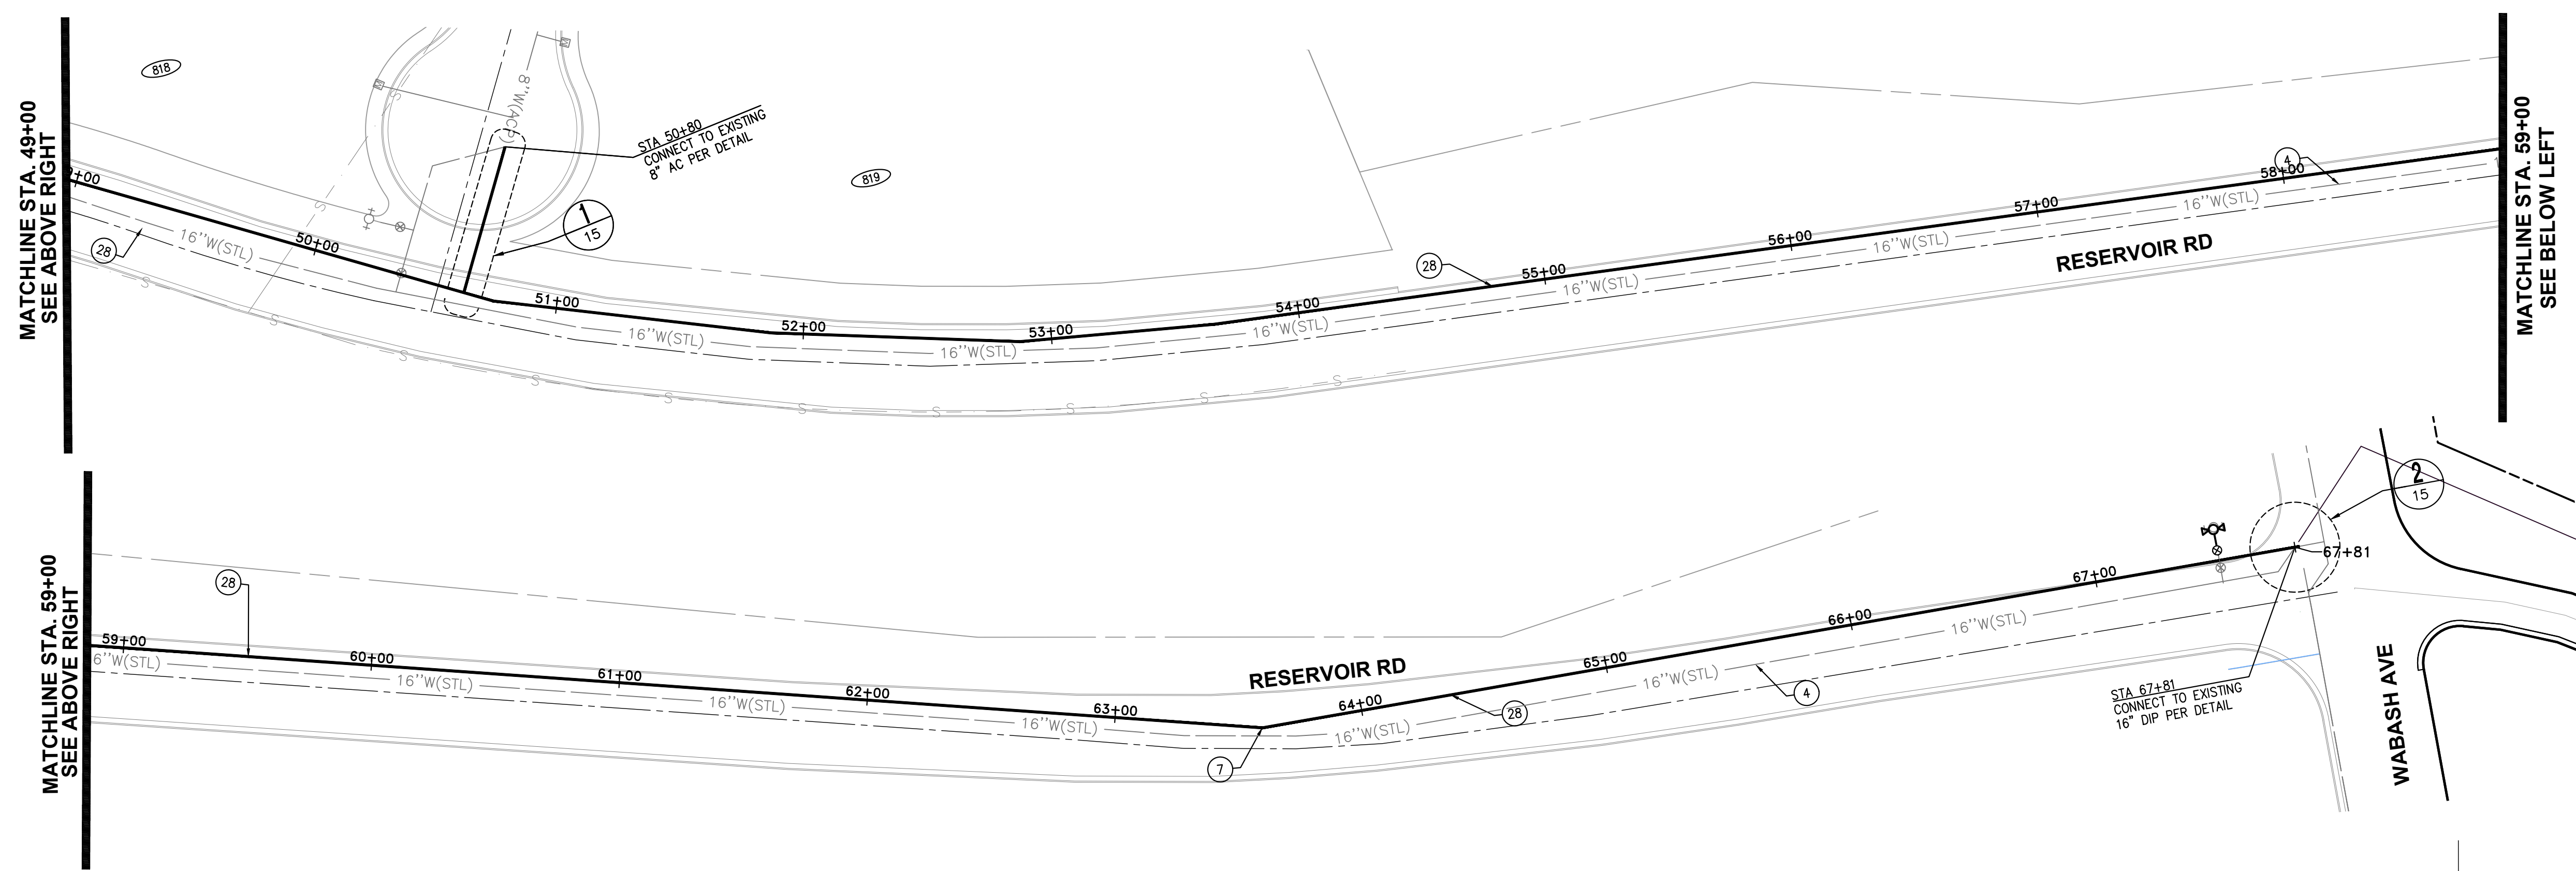 MATCHLINE STA. 49+00
SEE ABOVE RIGHT
818
M
M
8''W(ACP)
STA 50+80
CONNECT TO EXISTING
8" AC PER DETAIL
819
1
15
28
16''W(STL)
50+00
51+00
16''W(STL)
52+00
16''W(STL)
53+00
16''W(STL)
54+00
28
55+00
16''W(STL)
56+00
16''W(STL)
57+00
16''W(STL)
58+00
4
RESERVOIR RD
S
S
S
S
S
S
S
S
S
S
S
S
MATCHLINE STA. 59+00
SEE BELOW LEFT
MATCHLINE STA. 59+00
SEE ABOVE RIGHT
28
59+00
6''W(STL)
60+00
16''W(STL)
61+00
16''W(STL)
62+00
16''W(STL)
63+00
7
RESERVOIR RD
64+00
16''W(STL)
28
65+00
16''W(STL)
4
66+00
16''W(STL)
67+00
67+81
2
15
STA 67+81
CONNECT TO EXISTING
16" DIP PER DETAIL
WABASH AVE